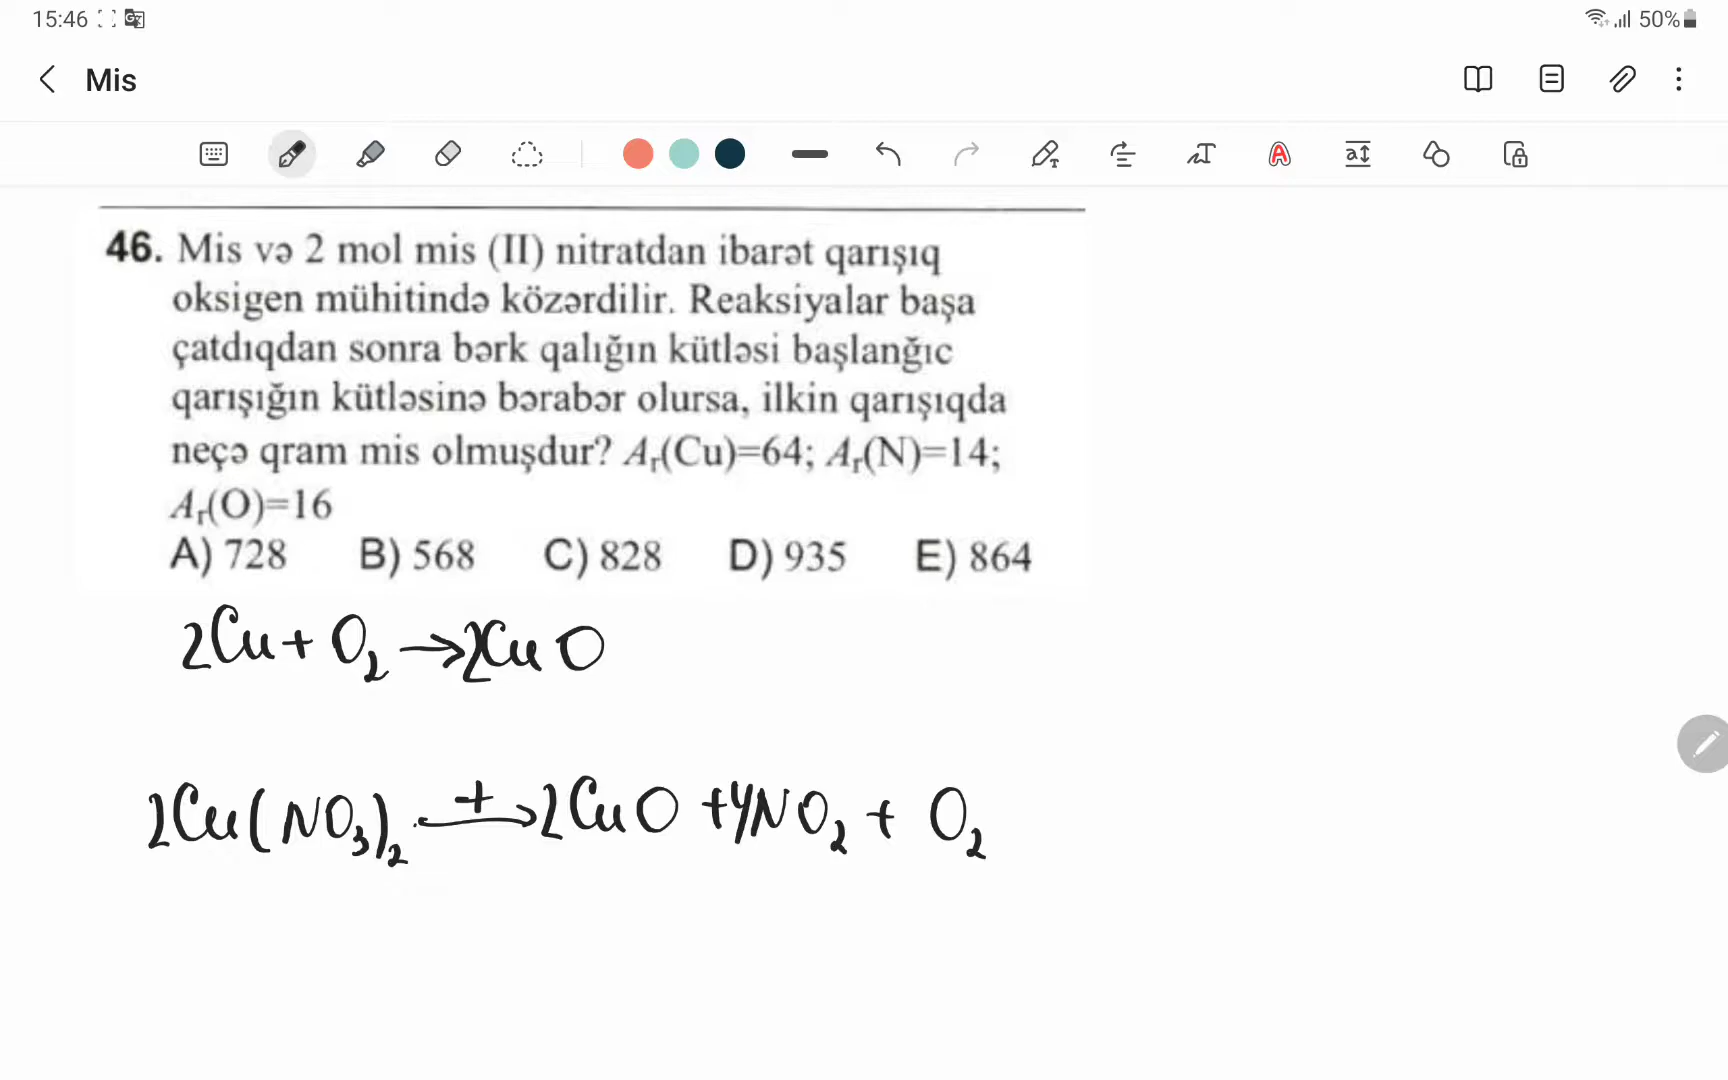 15:46
50%
Mis
46. Mis və 2 mol mis (II) nitratdan ibarət qarışıq
oksigen mühitində közərdilir. Reaksiyalar başa
çatdıqdan sonra bərk qalığın kütləsi başlanğıc
qarışığın kütləsinə bərabər olursa, ilkin qarışıqda
neçə qram mis olmuşdur? Aᵣ(Cu)=64; Aᵣ(N)=14;
Aᵣ(O)=16
A) 728 B) 568 C) 828 D) 935 E) 864
2Cu + O₂ → 2CuO
2Cu(NO₃)₂ →ᵗ 2CuO + 4NO₂ + O₂